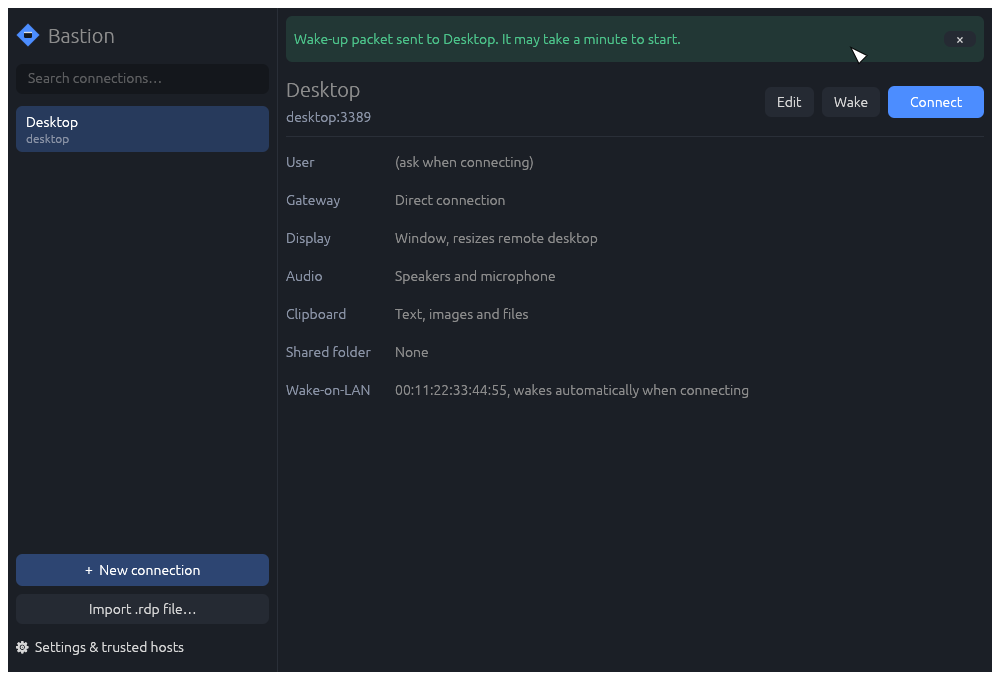 Bastion
Search connections...
Desktop
desktop
+ New connection
Import .rdp file...
Settings & trusted hosts
Wake-up packet sent to Desktop. It may take a minute to start.
×
Desktop
desktop:3389
Edit
Wake
Connect
User (ask when connecting)
Gateway Direct connection
Display Window, resizes remote desktop
Audio Speakers and microphone
Clipboard Text, images and files
Shared folder None
Wake-on-LAN 00:11:22:33:44:55, wakes automatically when connecting